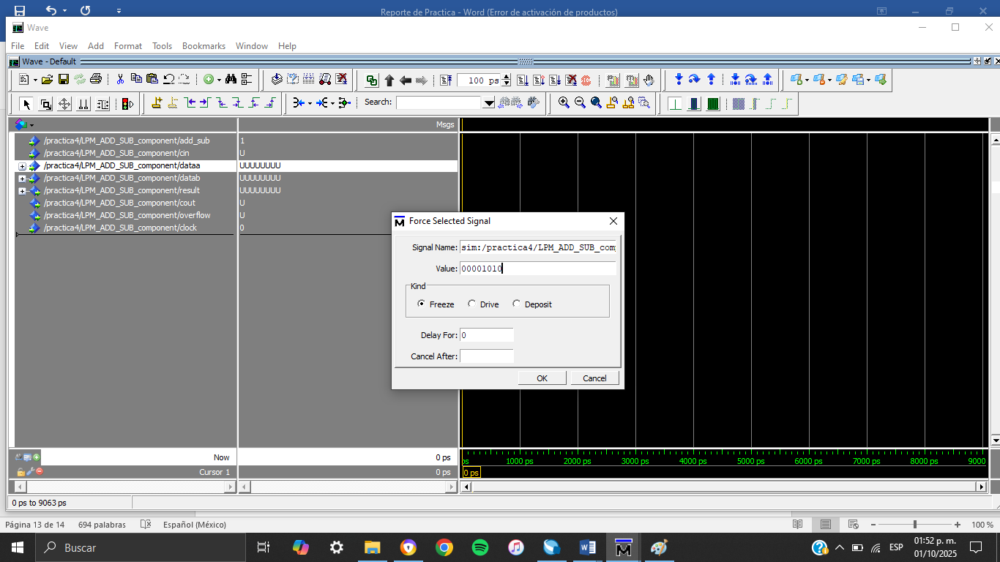 Reporte de Practica - Word (Error de activación de productos)
Wave
File Edit View Add Format Tools Bookmarks Window Help
Wave - Default
100 ps
Search:
Msgs
/practica4/LPM_ADD_SUB_component/add_sub 1
/practica4/LPM_ADD_SUB_component/cin U
/practica4/LPM_ADD_SUB_component/dataa UUUUUUUU
/practica4/LPM_ADD_SUB_component/datab UUUUUUUU
/practica4/LPM_ADD_SUB_component/result UUUUUUUU
/practica4/LPM_ADD_SUB_component/cout U
/practica4/LPM_ADD_SUB_component/overflow U
/practica4/LPM_ADD_SUB_component/clock 0
Force Selected Signal
Signal Name: sim:/practica4/LPM_ADD_SUB_com
Value: 00001010
Kind
Freeze Drive Deposit
Delay For: 0
Cancel After:
OK Cancel
Now 0 ps
ps 1000 ps 2000 ps 3000 ps 4000 ps 5000 ps 6000 ps 7000 ps 8000 ps 9000
Cursor 1 0 ps 0 ps
0 ps to 9063 ps
Página 13 de 14 694 palabras Español (México) 100 %
Buscar
ESP
01:52 p. m.
01/10/2025